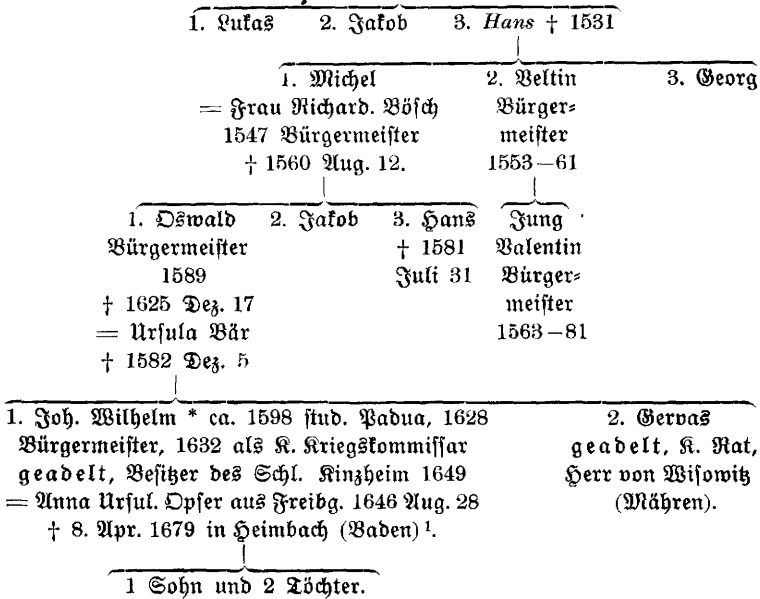 1. Lukas 2. Jakob 3. Hans † 1531
1. Michel
= Frau Richard. Bösch
1547 Bürgermeister
† 1560 Aug. 12.
2. Veltin
Bürger-
meister
1553–61
3. Georg
1. Oswald
Bürgermeister
1589
† 1625 Dez. 17
= Ursula Bär
† 1582 Dez. 5
2. Jakob
3. Hans
† 1581
Juli 31
Jung
Valentin
Bürger-
meister
1563–81
1. Joh. Wilhelm * ca. 1598 stud. Padua, 1628
Bürgermeister, 1632 als K. Kriegskommissar
geadelt, Besitzer des Schl. Kinzheim 1649
= Anna Ursul. Opser aus Freibg. 1646 Aug. 28
† 8. Apr. 1679 in Heimbach (Baden) ¹.
2. Gervas
geadelt, K. Rat,
Herr von Wisowitz
(Mähren).
1 Sohn und 2 Töchter.